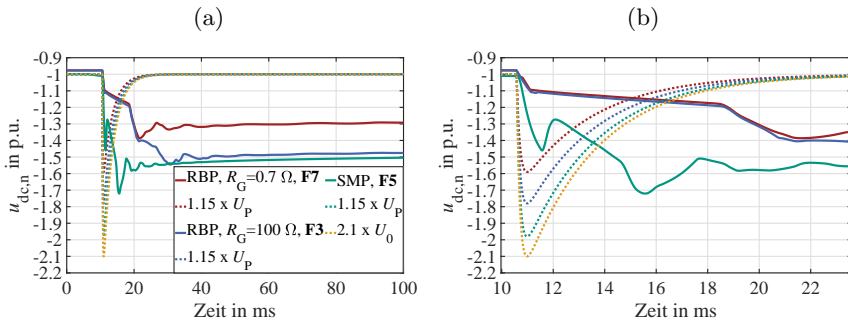 (a)
(b)
u_dc,n in p.u.
-0.9
-1
-1.1
-1.2
-1.3
-1.4
-1.5
-1.6
-1.7
-1.8
-1.9
-2
-2.1
-2.2
RBP, R_G=0.7 Ω, F7
1.15 x U_P
RBP, R_G=100 Ω, F3
1.15 x U_P
SMP, F5
1.15 x U_P
2.1 x U_0
0 20 40 60 80 100
Zeit in ms
u_dc,n in p.u.
-0.9
-1
-1.1
-1.2
-1.3
-1.4
-1.5
-1.6
-1.7
-1.8
-1.9
-2
-2.1
-2.2
10 12 14 16 18 20 22
Zeit in ms